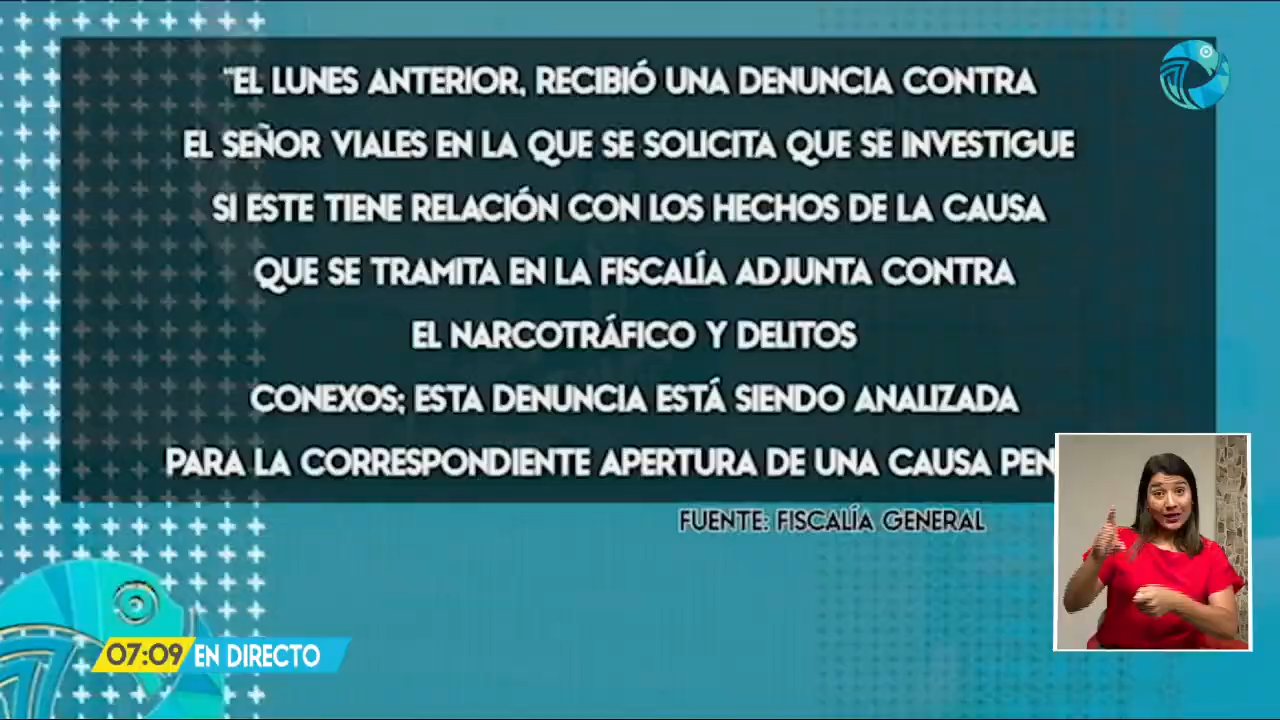 "EL LUNES ANTERIOR, RECIBIÓ UNA DENUNCIA CONTRA
EL SEÑOR VIALES EN LA QUE SE SOLICITA QUE SE INVESTIGUE
SI ESTE TIENE RELACIÓN CON LOS HECHOS DE LA CAUSA
QUE SE TRAMITA EN LA FISCALÍA ADJUNTA CONTRA
EL NARCOTRÁFICO Y DELITOS
CONEXOS; ESTA DENUNCIA ESTÁ SIENDO ANALIZADA
PARA LA CORRESPONDIENTE APERTURA DE UNA CAUSA PEN
FUENTE: FISCALÍA GENERAL
07:09 EN DIRECTO